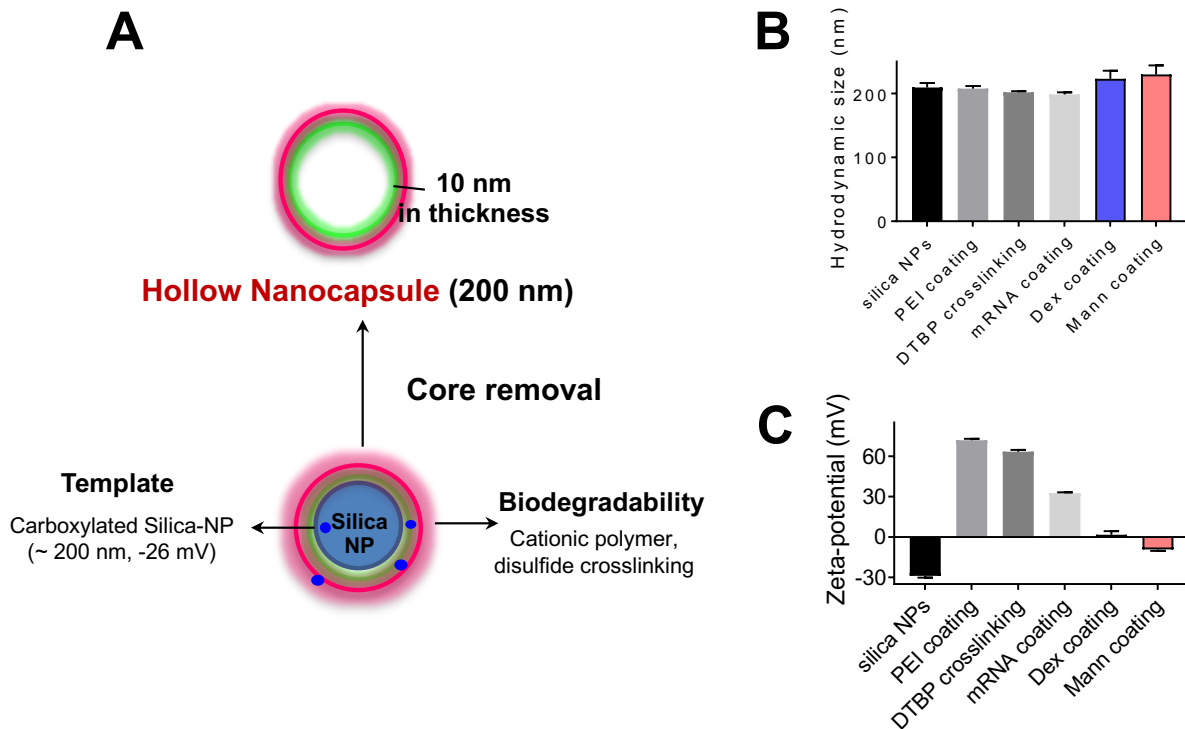 A
10 nm
in thickness
Hollow Nanocapsule (200 nm)
Core removal
Template
Carboxylated Silica-NP
(~ 200 nm, -26 mV)
Silica
NP
Biodegradability
Cationic polymer,
disulfide crosslinking
B
Hydrodynamic size (nm)
200
100
0
silica NPs
PEI coating
DTBP crosslinking
mRNA coating
Dex coating
Mann coating
C
Zeta-potential (mV)
60
30
0
-30
silica NPs
PEI coating
DTBP crosslinking
mRNA coating
Dex coating
Mann coating